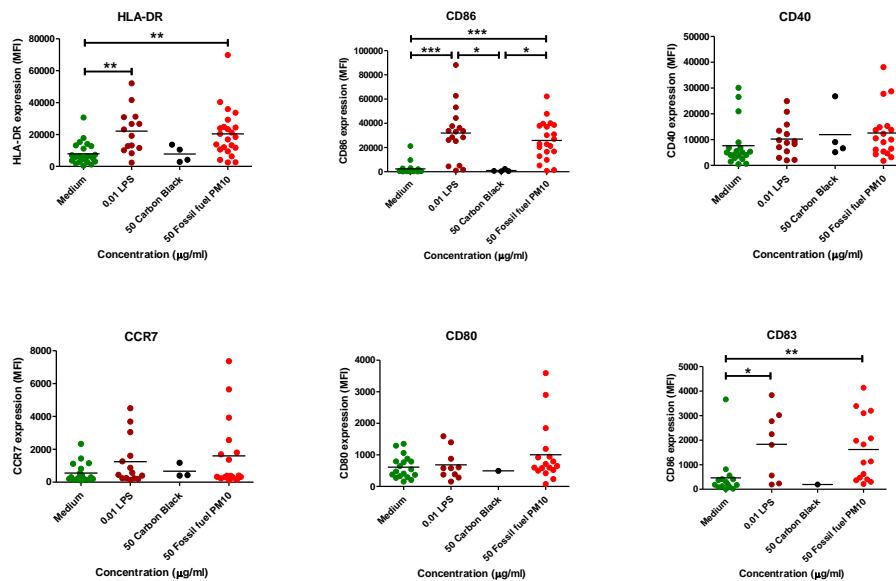 HLA-DR
**
**
HLA-DR expression (MFI)
80000
60000
40000
20000
0
Medium
0.01 LPS
50 Carbon Black
50 Fossil fuel PM10
Concentration (µg/ml)
CD86
***
***
*
*
CD86 expression (MFI)
100000
80000
60000
40000
20000
0
Medium
0.01 LPS
50 Carbon Black
50 Fossil fuel PM10
Concentration (µg/ml)
CD40
CD40 expression (MFI)
50000
40000
30000
20000
10000
0
Medium
0.01 LPS
50 Carbon Black
50 Fossil fuel PM10
Concentration (µg/ml)
CCR7
CCR7 expression (MFI)
8000
6000
4000
2000
0
Medium
0.01 LPS
50 Carbon Black
50 Fossil fuel PM10
Concentration (µg/ml)
CD80
CD80 expression (MFI)
4000
3000
2000
1000
0
Medium
0.01 LPS
50 Carbon Black
50 Fossil fuel PM10
Concentration (µg/ml)
CD83
**
*
CD86 expression (MFI)
5000
4000
3000
2000
1000
0
Medium
0.01 LPS
50 Carbon Black
50 Fossil fuel PM10
Concentration (µg/ml)